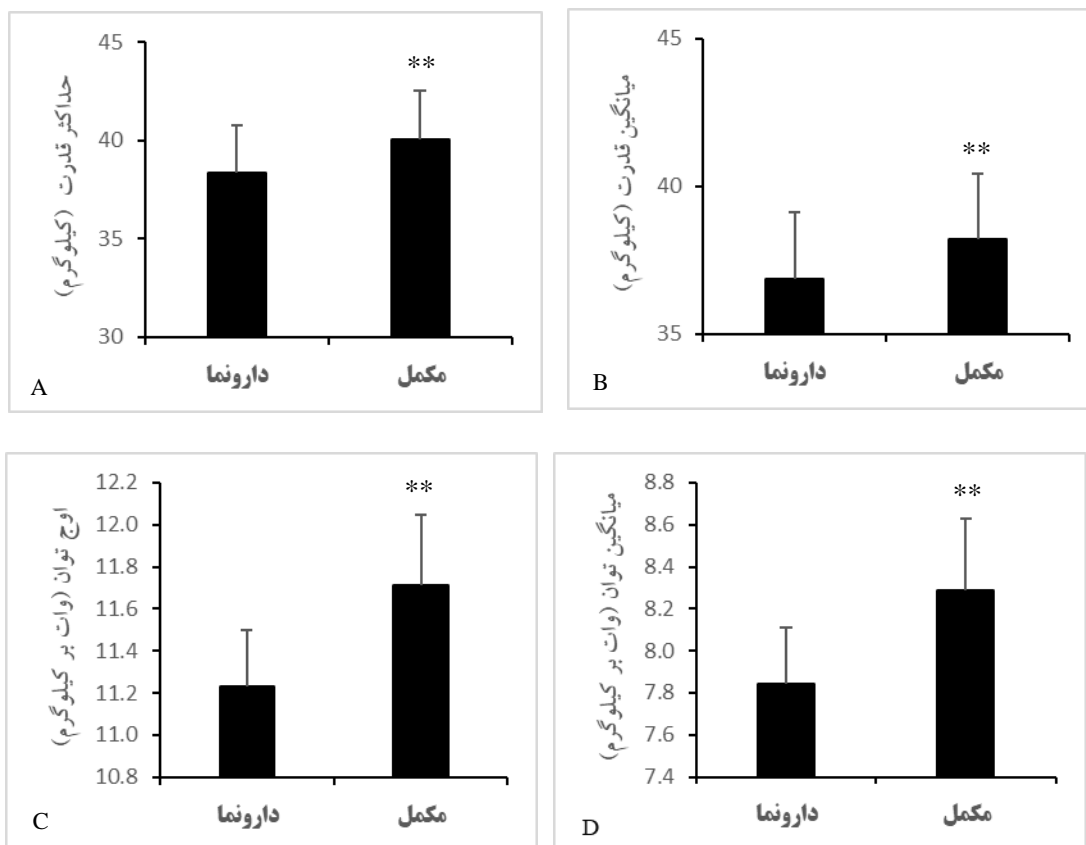 حداکثر قدرت (کیلوگرم)
45
40
35
30
**
دارونما
مکمل
A
میانگین قدرت (کیلوگرم)
45
40
35
**
دارونما
مکمل
B
اوج توان (وات بر کیلوگرم)
12.2
12.0
11.8
11.6
11.4
11.2
11.0
10.8
**
دارونما
مکمل
C
میانگین توان (وات بر کیلوگرم)
8.8
8.6
8.4
8.2
8.0
7.8
7.6
7.4
**
دارونما
مکمل
D